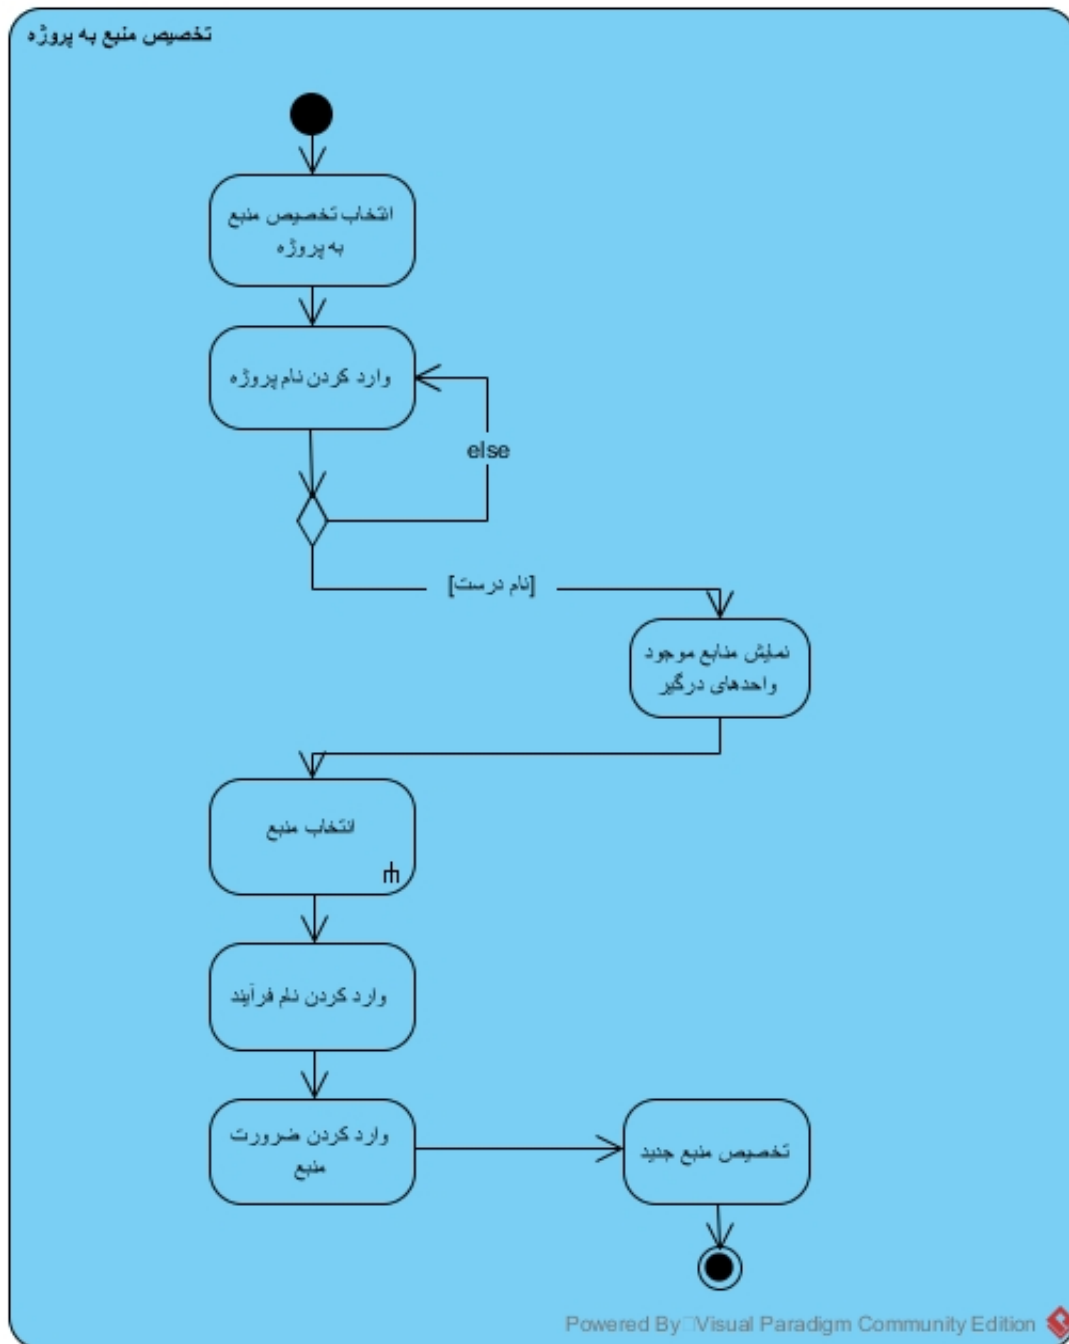 تخصیص منبع به پروژه
انتخاب تخصیص منبع
به پروژه
وارد کردن نام پروژه
else
[نام درست]
نمایش منابع موجود
واحدهای درگیر
انتخاب منبع
وارد کردن نام فرآیند
وارد کردن ضرورت
منبع
تخصیص منبع جدید
Powered By Visual Paradigm Community Edition